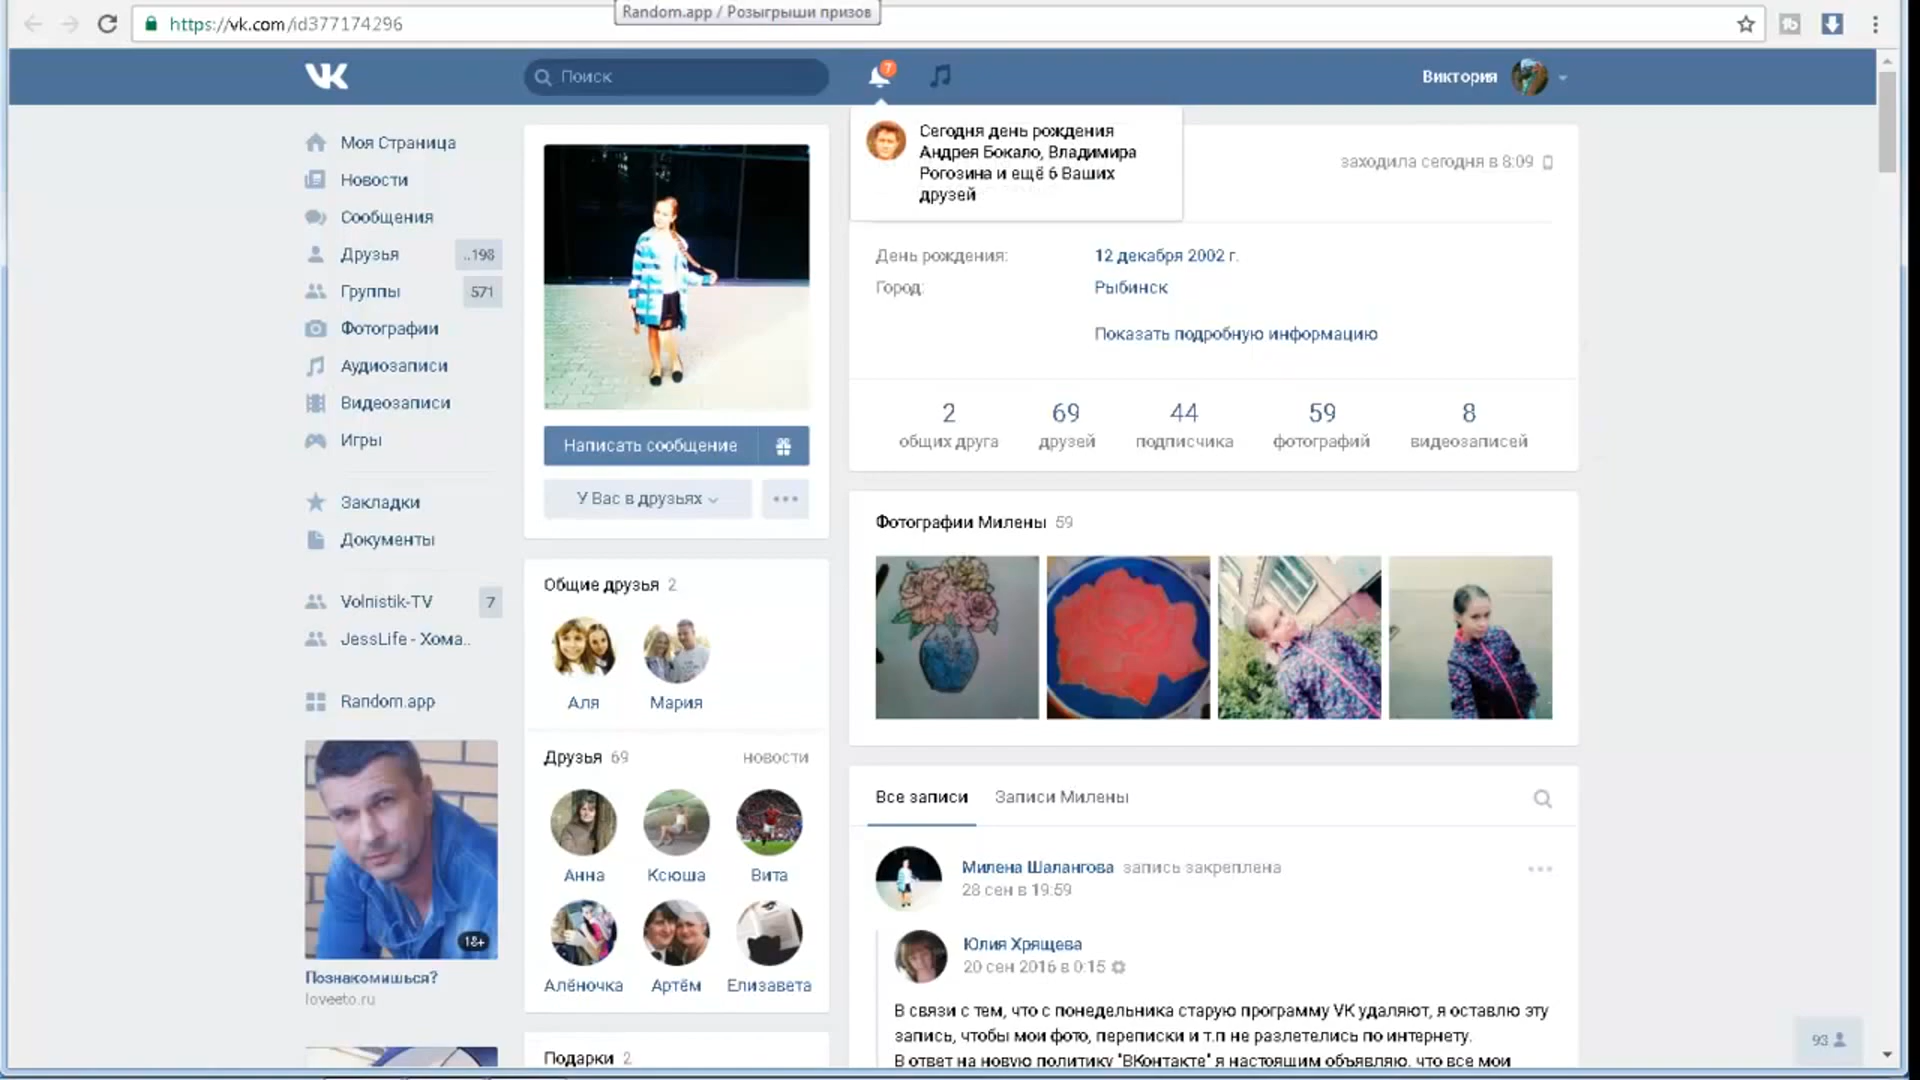 Random.app / Розыгрыши призов
https://vk.com/id377174296
Поиск
7
Виктория
Моя Страница
Новости
Сообщения
Друзья
..198
Группы
571
Фотографии
Аудиозаписи
Видеозаписи
Игры
Закладки
Документы
Volnistik-TV
7
JessLife - Хома..
Random.app
18+
Познакомишься?
loveeto.ru
Написать сообщение
У Вас в друзьях
Общие друзья 2
Аля
Мария
Друзья 69
новости
Анна
Ксюша
Вита
Алёночка
Артём
Елизавета
Подарки 2
Сегодня день рождения
Андрея Бокало, Владимира
Рогозина и ещё 6 Ваших
друзей
заходила сегодня в 8:09
День рождения:
12 декабря 2002 г.
Город:
Рыбинск
Показать подробную информацию
2
общих друга
69
друзей
44
подписчика
59
фотографий
8
видеозаписей
Фотографии Милены 59
Все записи
Записи Милены
Милена Шалангова запись закреплена
28 сен в 19:59
Юлия Хрящева
20 сен 2016 в 0:15
В связи с тем, что с понедельника старую программу VK удаляют, я оставлю эту
запись, чтобы мои фото, переписки и т.п не разлетелись по интернету.
В ответ на новую политику "ВКонтакте" я настоящим объявляю, что все мои
93